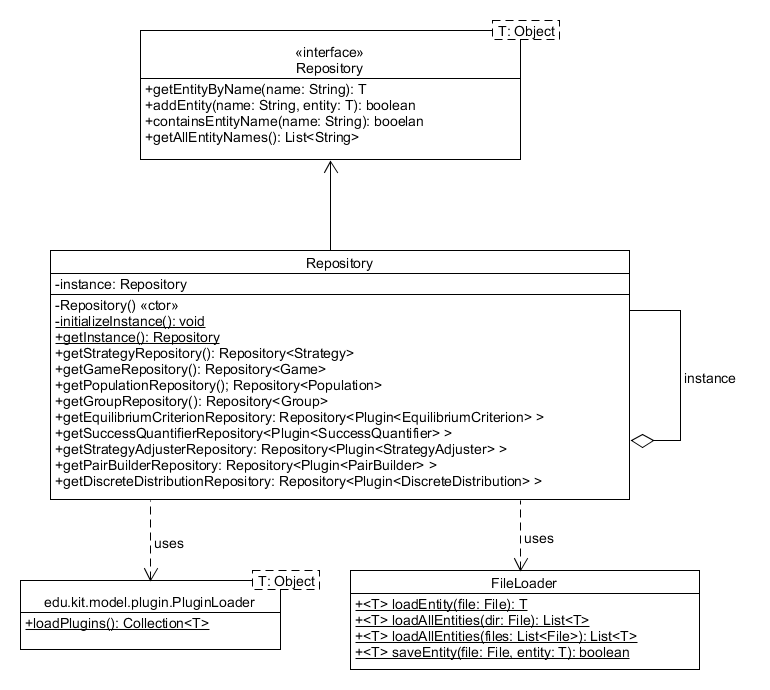 T: Object
«interface»
Repository
+getEntityByName(name: String): T
+addEntity(name: String, entity: T): boolean
+containsEntityName(name: String): booelan
+getAllEntityNames(): List<String>
Repository
-instance: Repository
-Repository() «ctor»
-initializeInstance(): void
+getInstance(): Repository
+getStrategyRepository(): Repository<Strategy>
+getGameRepository(): Repository<Game>
+getPopulationRepository(); Repository<Population>
+getGroupRepository(): Repository<Group>
+getEquilibriumCriterionRepository: Repository<Plugin<EquilibriumCriterion> >
+getSuccessQuantifierRepository<Plugin<SuccessQuantifier> >
+getStrategyAdjusterRepository: Repository<Plugin<StrategyAdjuster> >
+getPairBuilderRepository: Repository<Plugin<PairBuilder> >
+getDiscreteDistributionRepository: Repository<Plugin<DiscreteDistribution> >
instance
uses
uses
T: Object
edu.kit.model.plugin.PluginLoader
+loadPlugins(): Collection<T>
FileLoader
+<T> loadEntity(file: File): T
+<T> loadAllEntities(dir: File): List<T>
+<T> loadAllEntities(files: List<File>): List<T>
+<T> saveEntity(file: File, entity: T): boolean